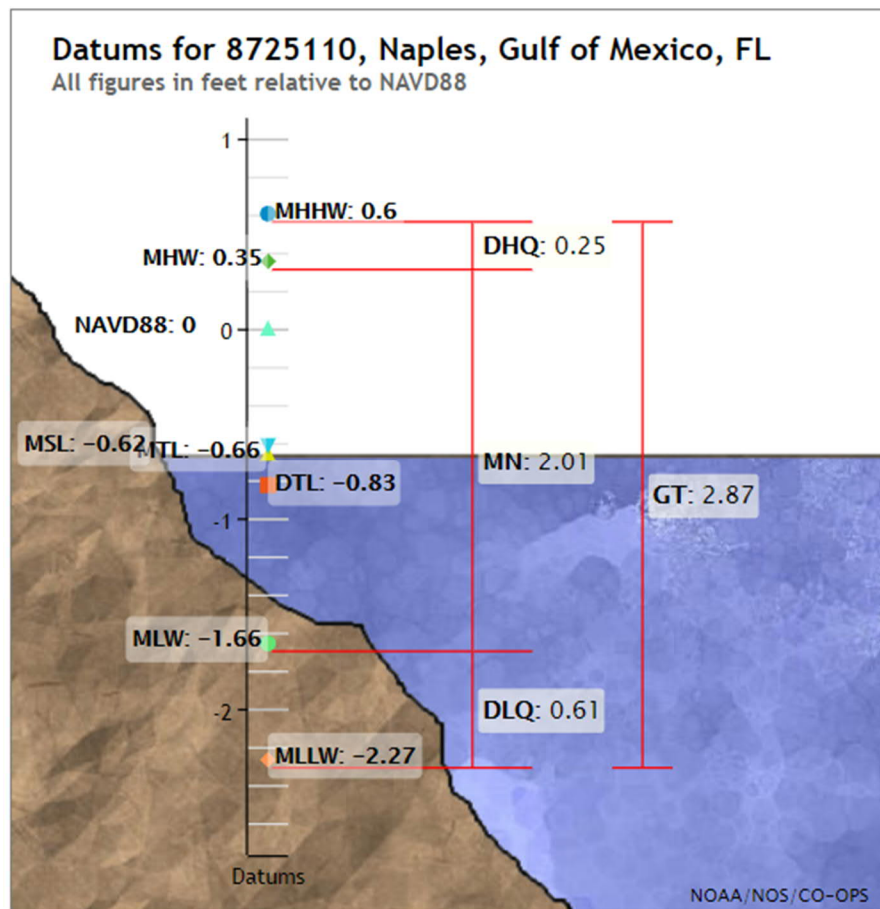 Datums for 8725110, Naples, Gulf of Mexico, FL
All figures in feet relative to NAVD88
1
MHHW: 0.6
DHQ: 0.25
MHW: 0.35
NAVD88: 0
0
MSL: −0.62
MTL: −0.66
MN: 2.01
DTL: −0.83
GT: 2.87
-1
MLW: −1.66
-2
DLQ: 0.61
MLLW: −2.27
Datums
NOAA/NOS/CO-OPS